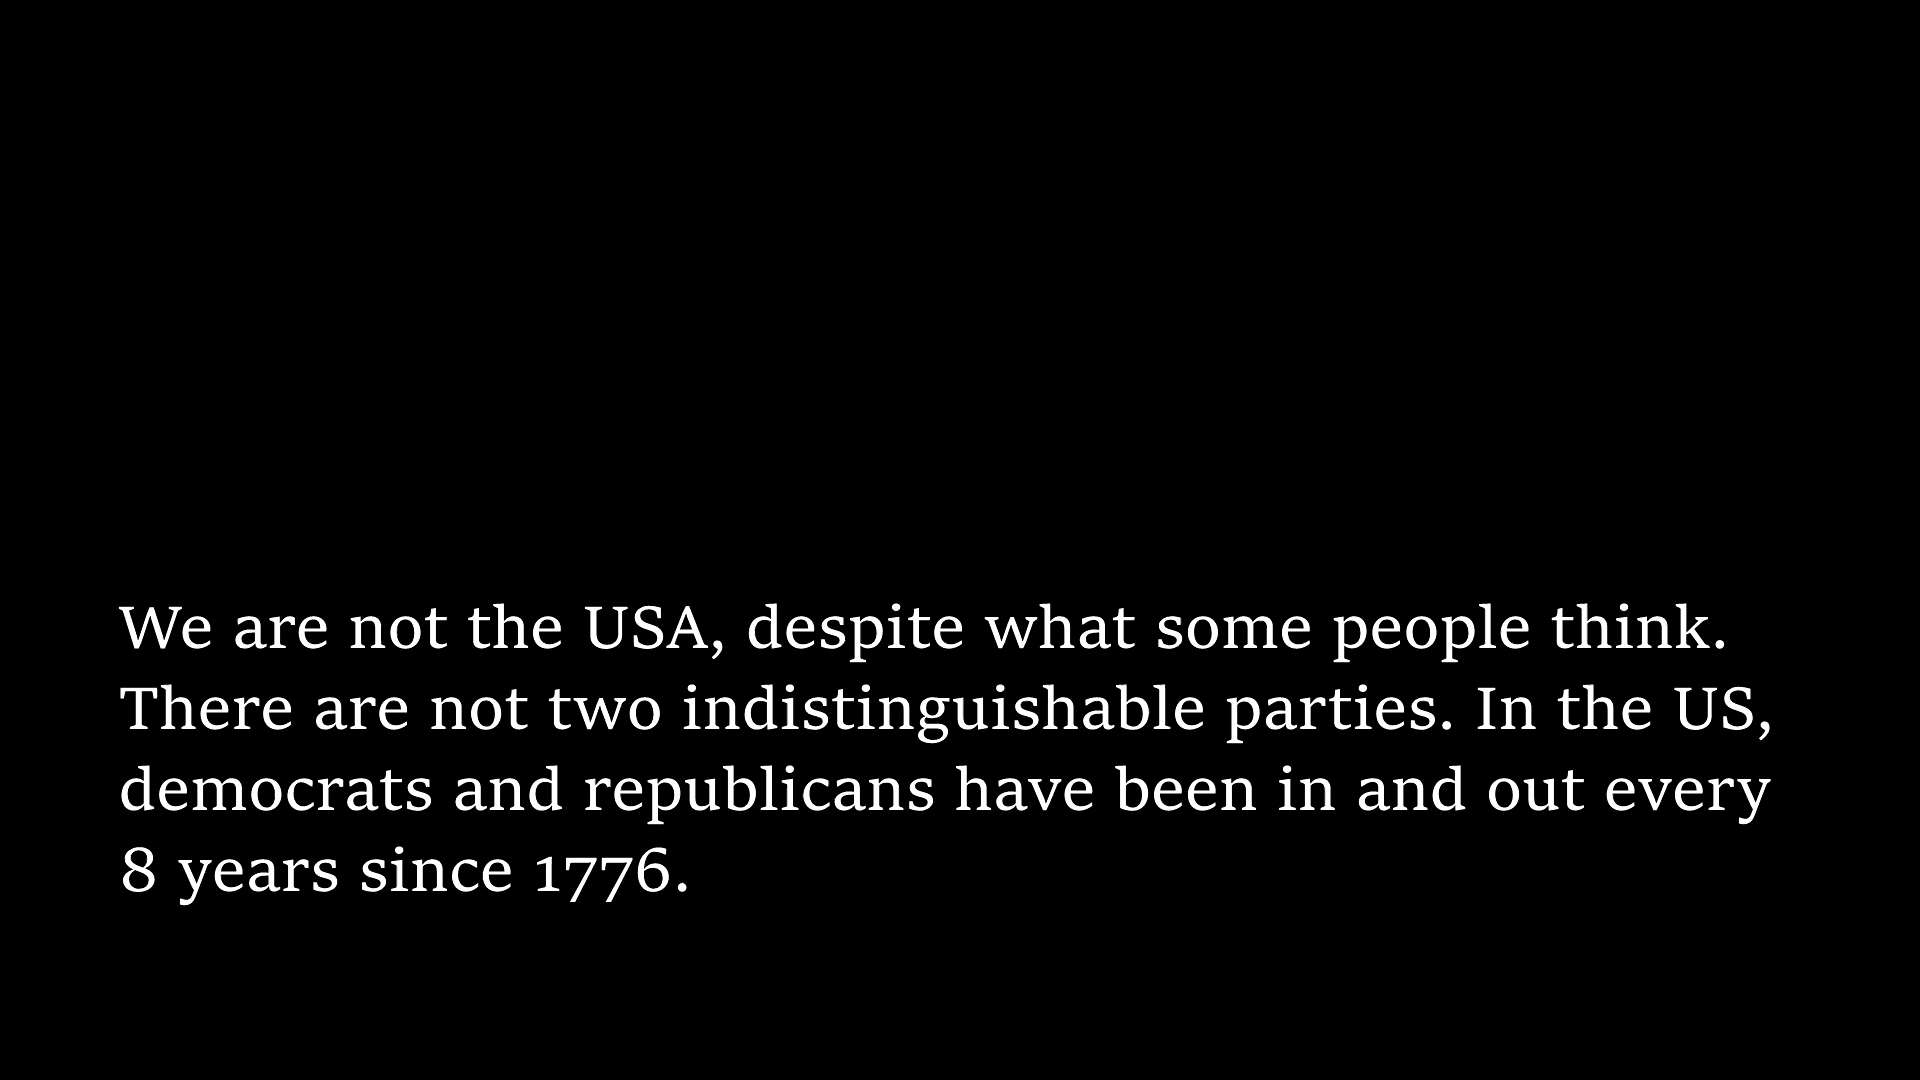 We are not the USA, despite what some people think.
There are not two indistinguishable parties. In the US,
democrats and republicans have been in and out every
8 years since 1776.